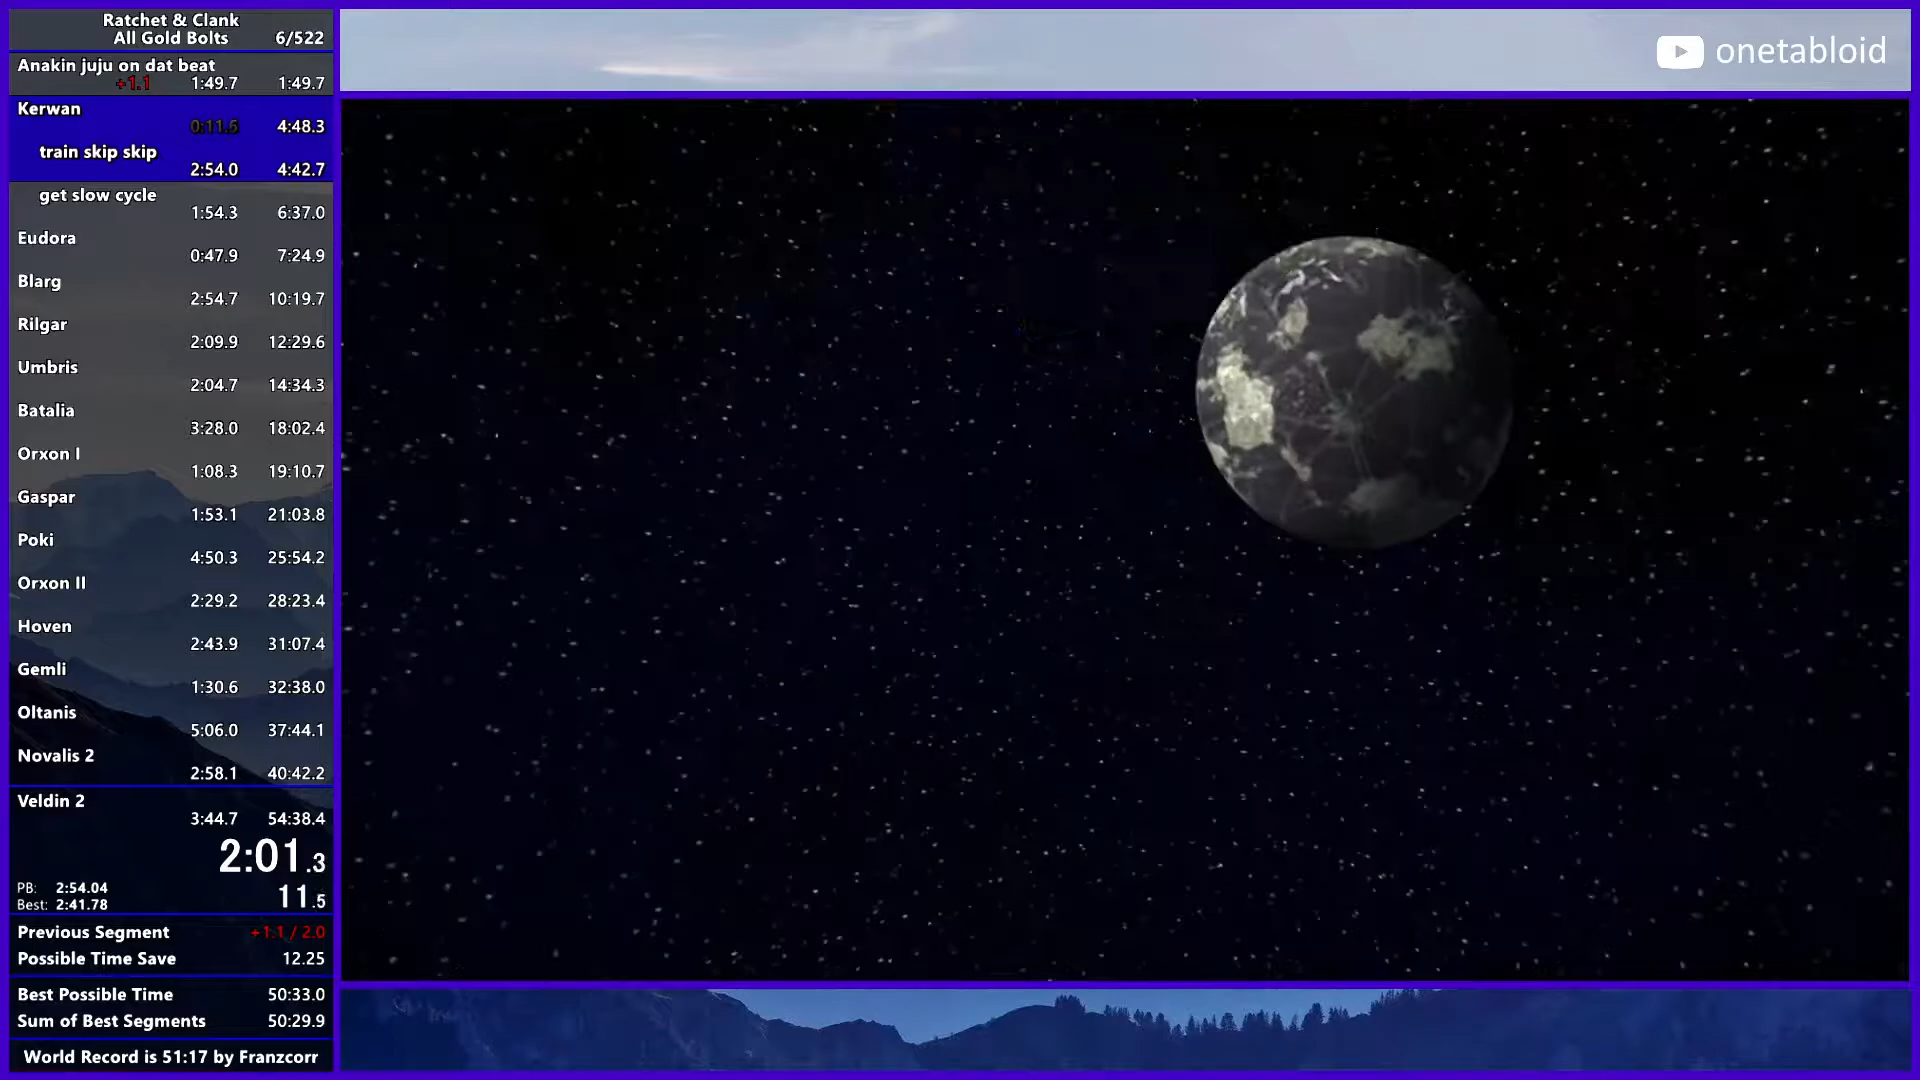 Ratchet & Clank
All Gold Bolts 6/522
Anakin juju on dat beat
+1.1 1:49.7 1:49.7
Kerwan
0:11.5 4:48.3
train skip skip
2:54.0 4:42.7
get slow cycle
1:54.3 6:37.0
Eudora
0:47.9 7:24.9
Blarg
2:54.7 10:19.7
Rilgar
2:09.9 12:29.6
Umbris
2:04.7 14:34.3
Batalia
3:28.0 18:02.4
Orxon I
1:08.3 19:10.7
Gaspar
1:53.1 21:03.8
Poki
4:50.3 25:54.2
Orxon II
2:29.2 28:23.4
Hoven
2:43.9 31:07.4
Gemli
1:30.6 32:38.0
Oltanis
5:06.0 37:44.1
Novalis 2
2:58.1 40:42.2
Veldin 2
3:44.7 54:38.4
2:01.3
PB: 2:54.04
Best: 2:41.78
11.5
Previous Segment +1.1 / 2.0
Possible Time Save 12.25
Best Possible Time 50:33.0
Sum of Best Segments 50:29.9
World Record is 51:17 by Franzcorr
onetabloid